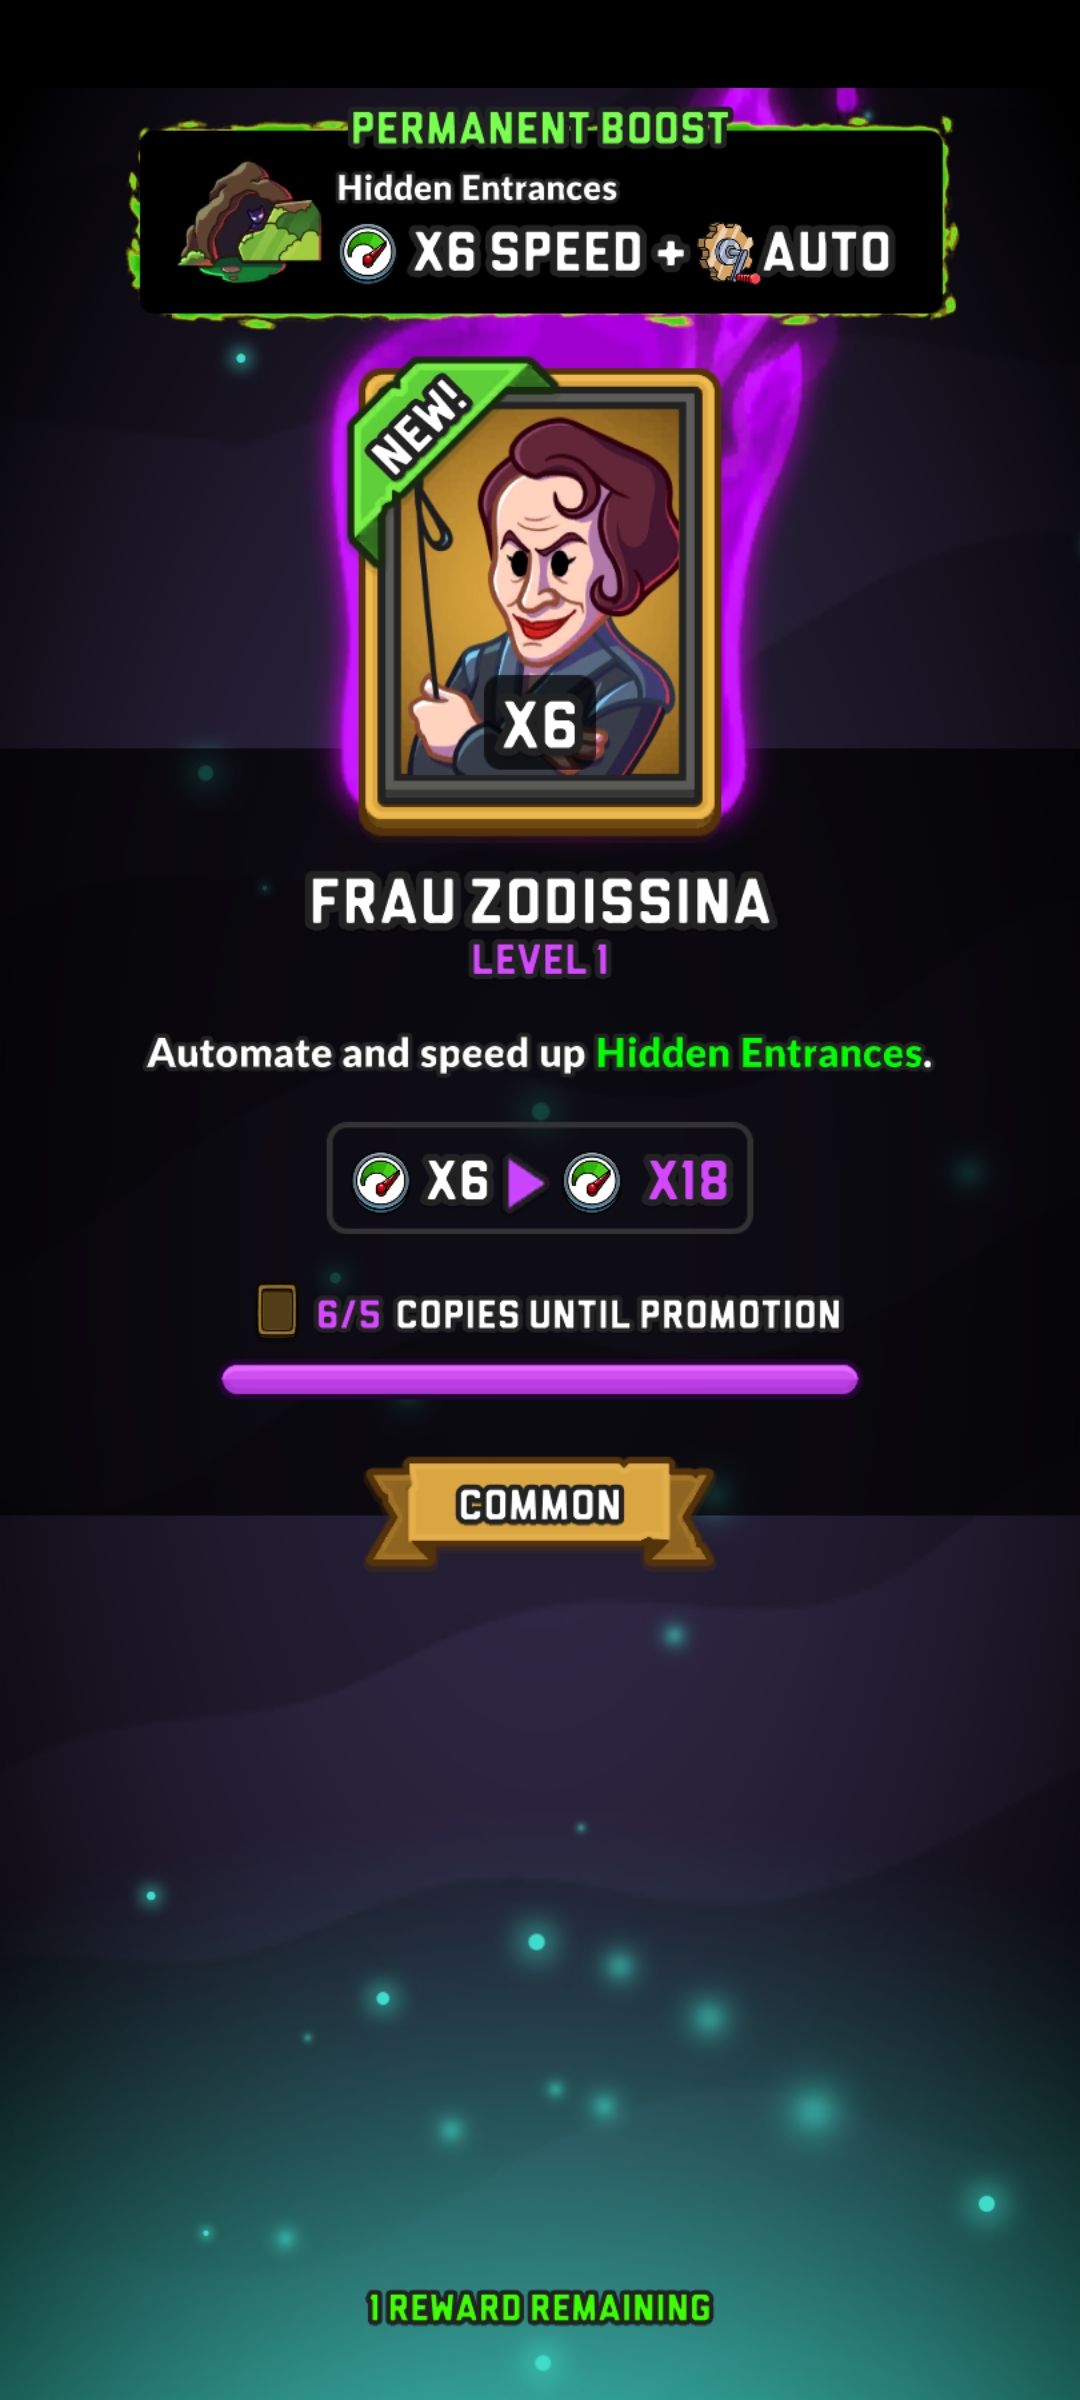 PERMANENT BOOST
Hidden Entrances
X6 SPEED + AUTO
NEW!
X6
FRAU ZODISSINA
LEVEL 1
Automate and speed up Hidden Entrances.
X6 X18
6/5 COPIES UNTIL PROMOTION
COMMON
1 REWARD REMAINING